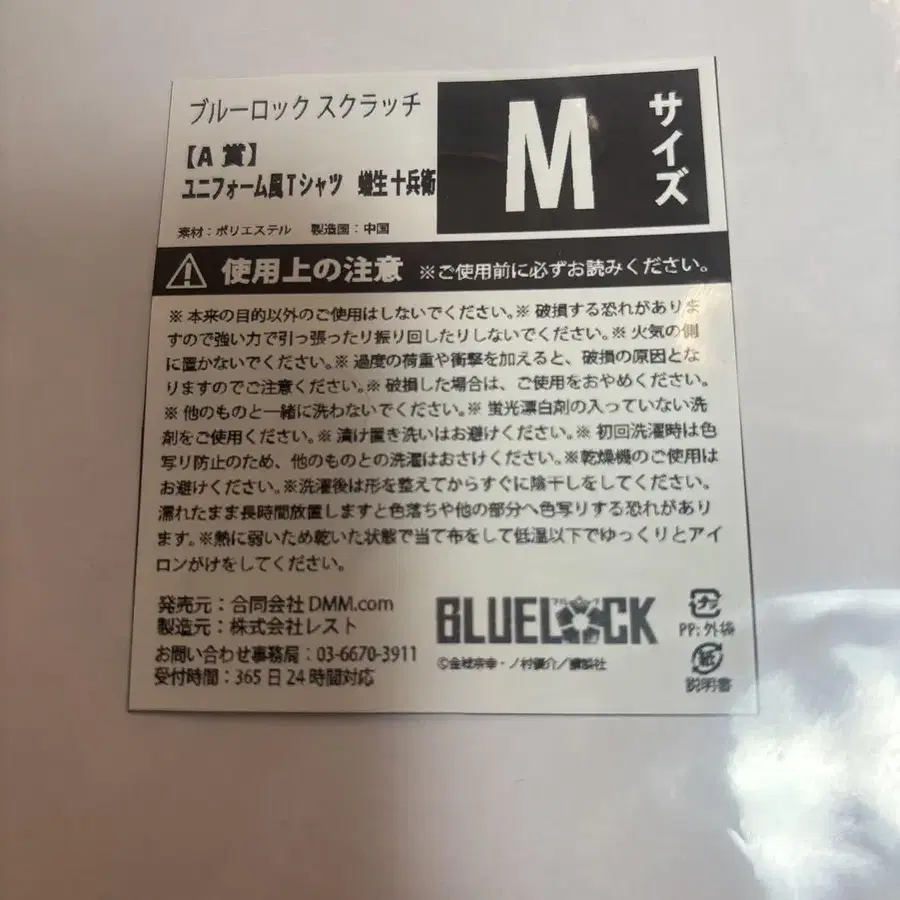 ブルーロック スクラッチ
【A 賞】
ユニフォーム風Tシャツ 蟻生十兵衛
M
サイズ
素材：ポリエステル 製造国：中国
使用上の注意 ※ご使用前に必ずお読みください。
※ 本来の目的以外のご使用はしないでください。※ 破損する恐れがありま
すので強い力で引っ張ったり振り回したりしないでください。※ 火気の側
に置かないでください。※ 過度の荷重や衝撃を加えると、破損の原因とな
りますのでご注意ください。※ 破損した場合は、ご使用をおやめください。
※ 他のものと一緒に洗わないでください。※ 蛍光漂白剤の入っていない洗
剤をご使用ください。※ 漬け置き洗いはお避けください。※ 初回洗濯時は色
写り防止のため、他のものとの洗濯はおさけください。※乾燥機のご使用は
お避けください。※洗濯後は形を整えてからすぐに陰干しをしてください。
濡れたまま長時間放置しますと色落ちや他の部分へ色写りする恐れがあり
ます。※熱に弱いため乾いた状態で当て布をして低温以下でゆっくりとアイ
ロンがけをしてください。
発売元：合同会社DMM.com
製造元：株式会社レスト
お問い合わせ事務局：03-6670-3911
受付時間：365日24時間対応
BLUELOCK
©金城宗幸・ノ村優介／講談社
プラ
PP：外袋
紙
説明書